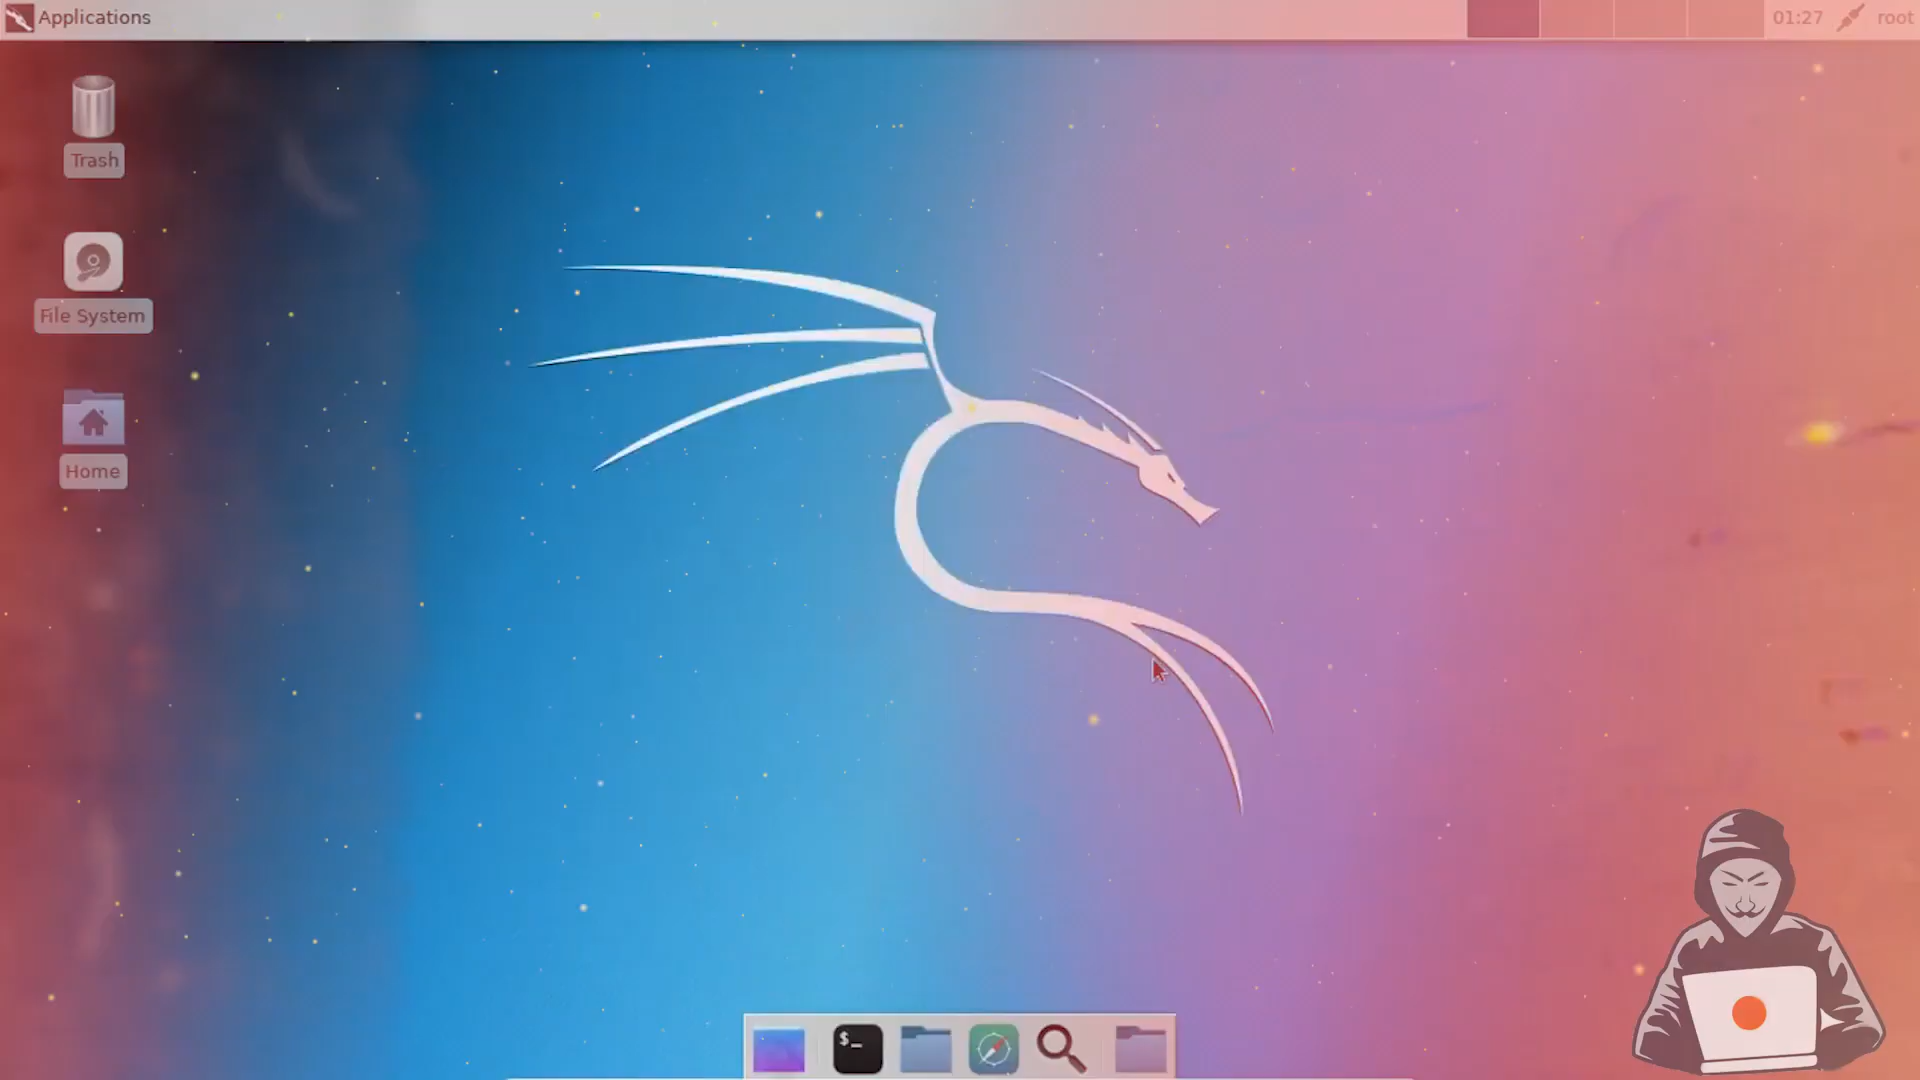 Applications
01:27
root
Trash
File System
Home
$_